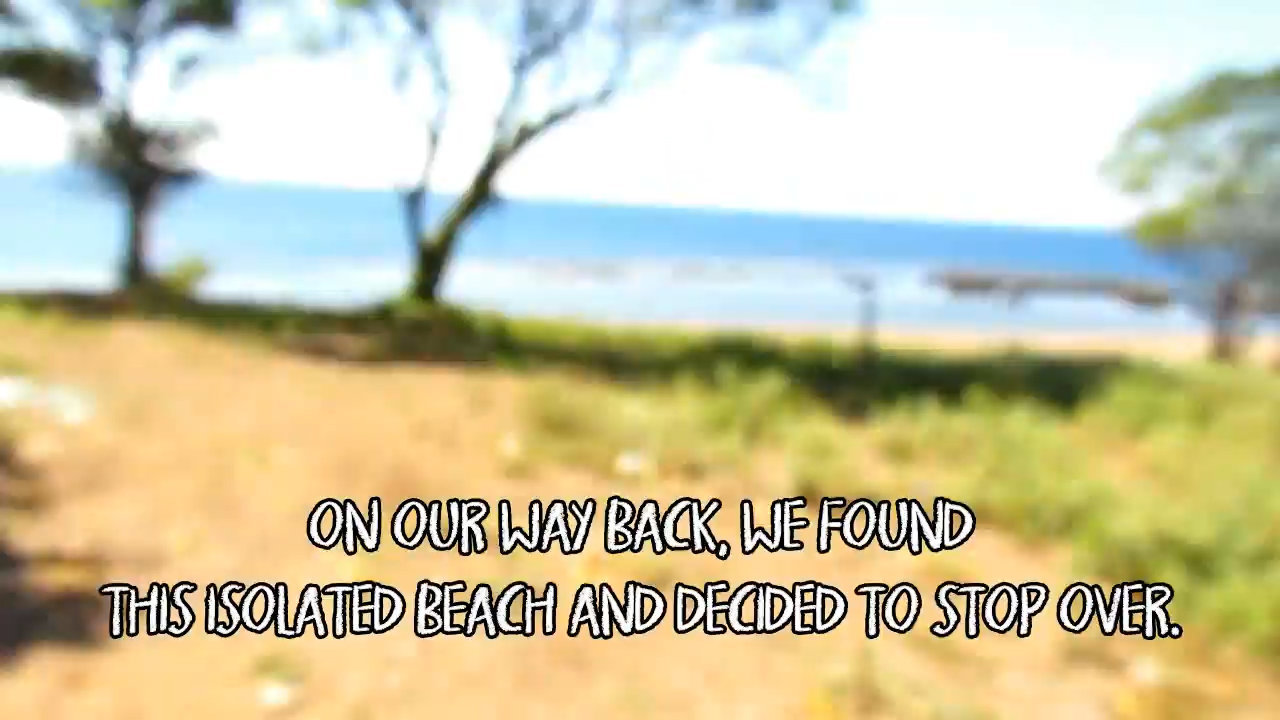 ON OUR WAY BACK, WE FOUND
THIS ISOLATED BEACH AND DECIDED TO STOP OVER.